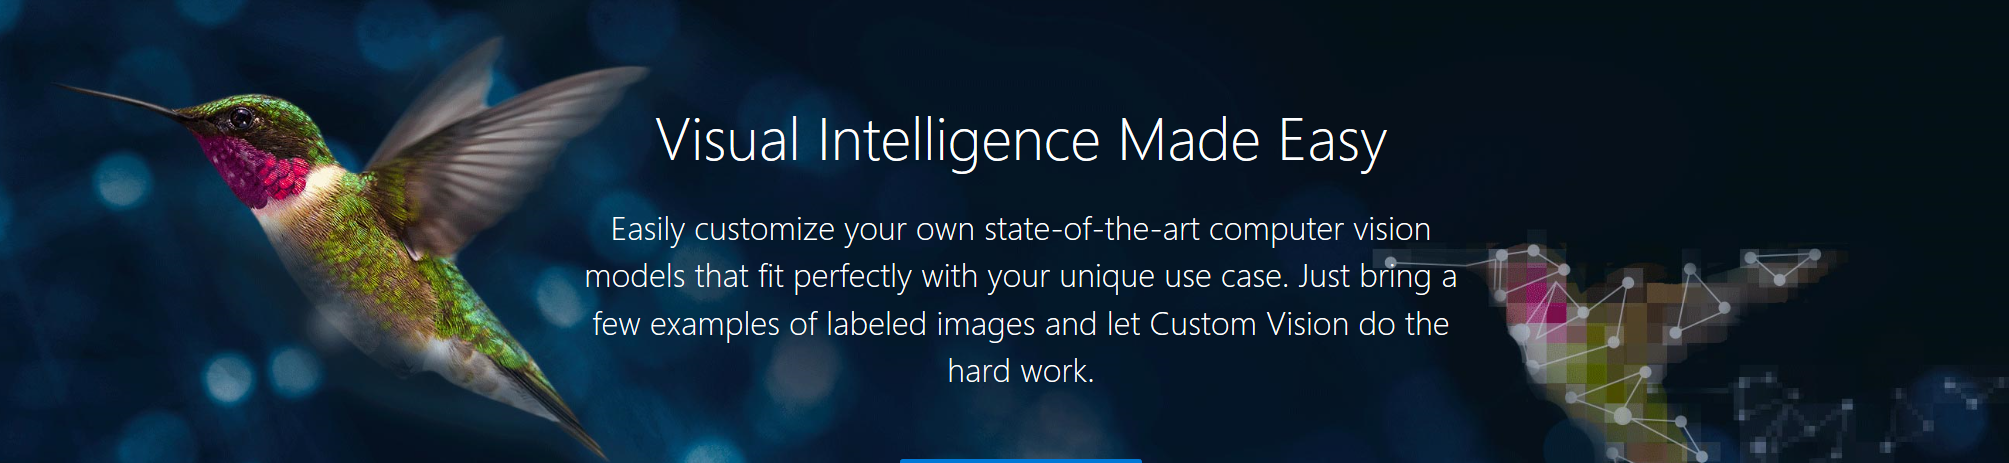 Visual Intelligence Made Easy
Easily customize your own state-of-the-art computer vision
models that fit perfectly with your unique use case. Just bring a
few examples of labeled images and let Custom Vision do the
hard work.